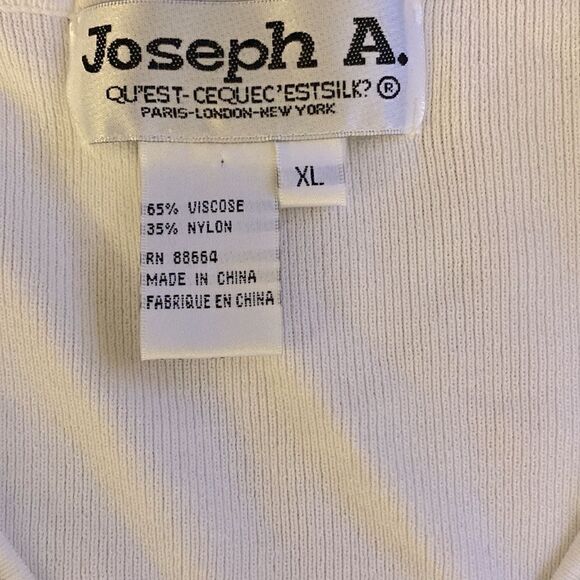 Joseph A.
QU'EST-CEQUEC'ESTSILK? ®
PARIS-LONDON-NEW YORK
XL
65% VISCOSE
35% NYLON
RN 88664
MADE IN CHINA
FABRIQUE EN CHINA